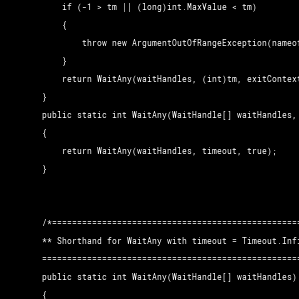 if (-1 > tm || (long)int.MaxValue < tm)
{
throw new ArgumentOutOfRangeException(nameof
}
return WaitAny(waitHandles, (int)tm, exitContext
}
public static int WaitAny(WaitHandle[] waitHandles,
{
return WaitAny(waitHandles, timeout, true);
}
/*==================================================
** Shorthand for WaitAny with timeout = Timeout.Infi
====================================================
public static int WaitAny(WaitHandle[] waitHandles)
{